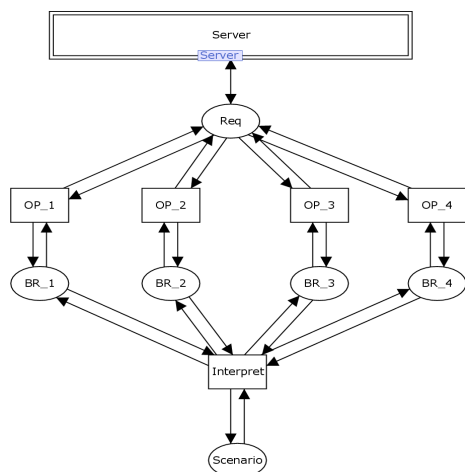 Server
Server
Req
OP_1
OP_2
OP_3
OP_4
BR_1
BR_2
BR_3
BR_4
Interpret
Scenario